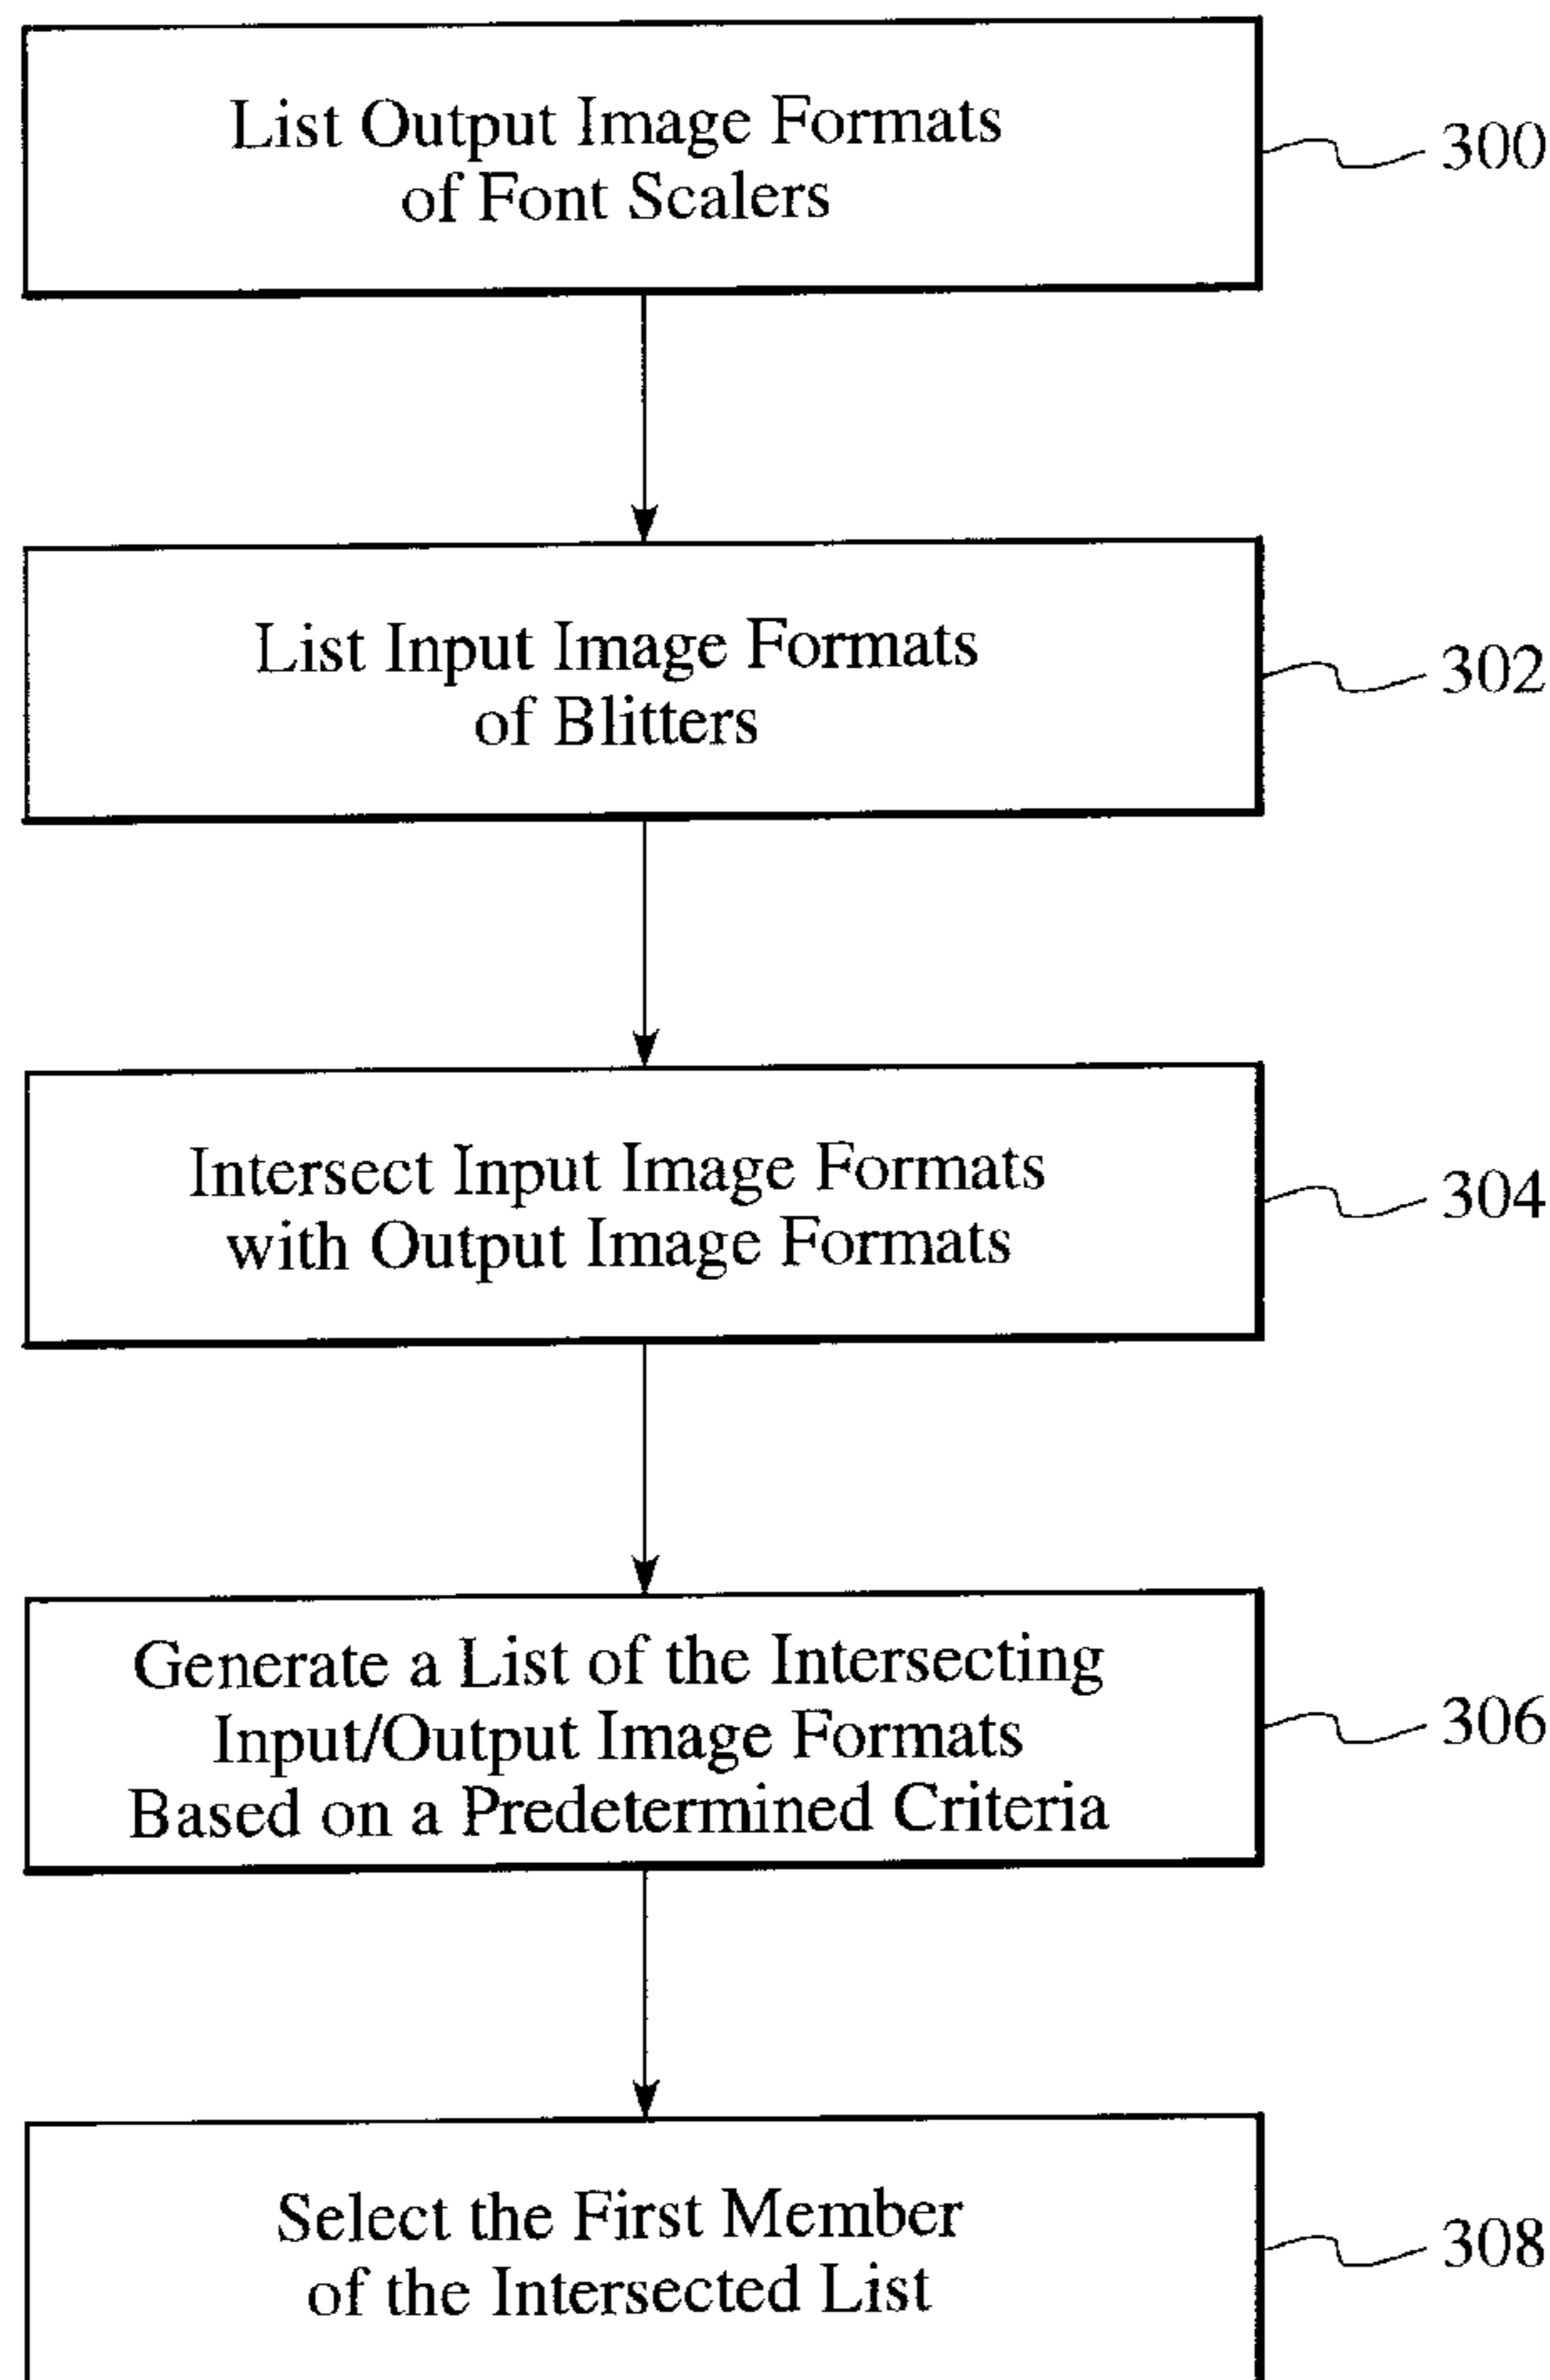 List Output Image Formats
of Font Scalers
300
List Input Image Formats
of Blitters
302
Intersect Input Image Formats
with Output Image Formats
304
Generate a List of the Intersecting
Input/Output Image Formats
Based on a Predetermined Criteria
306
Select the First Member
of the Intersected List
308